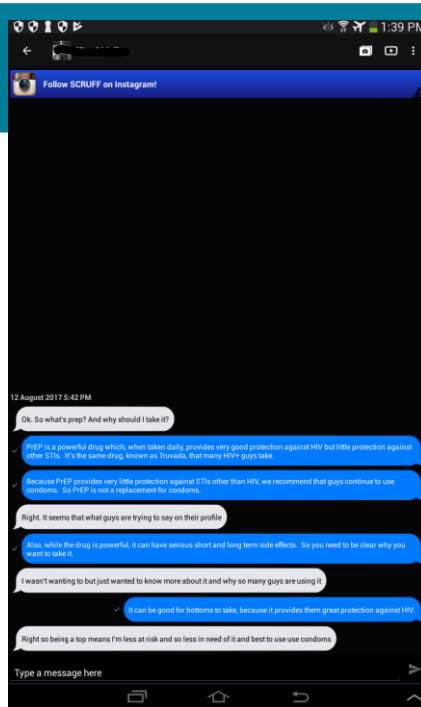 1:39 PM
Follow SCRUFF on Instagram!
12 August 2017 5:42 PM
Ok. So what's prep? And why should I take it?
PrEP is a powerful drug which, when taken daily, provides very good protection against HIV but little protection against
other STIs. It's the same drug, known as Truvada, that many HIV+ guys take.
Because PrEP provides very little protection against STIs other than HIV, we recommend that guys continue to use
condoms. So PrEP is not a replacement for condoms.
Right. It seems that what guys are trying to say on their profile
Also, while the drug is powerful, it can have serious short and long term side effects. So you need to be clear why you
want to take it.
I wasn't wanting to but just wanted to know more about it and why so many guys are using it
It can be good for bottoms to take, because it provides them great protection against HIV.
Right so being a top means I'm less at risk and so less in need of it and best to use use condoms
Type a message here